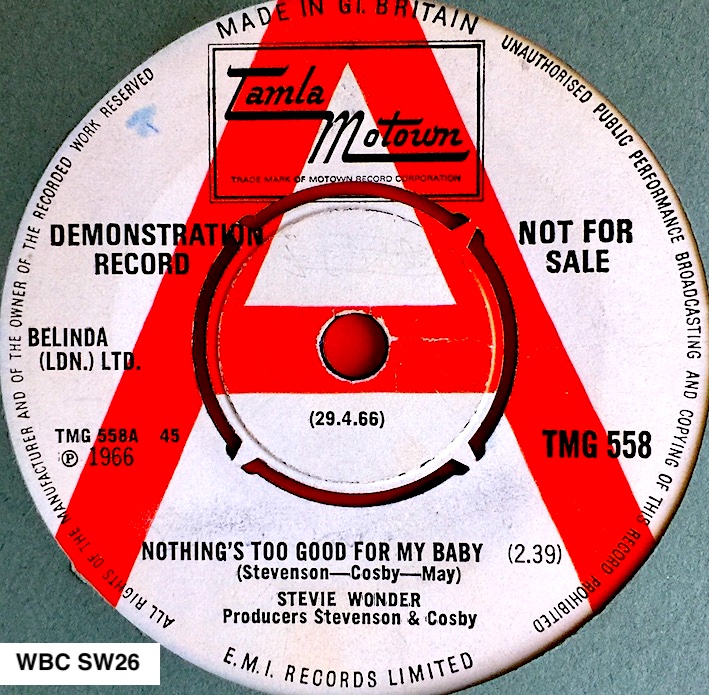 MADE IN GT. BRITAIN
UNAUTHORISED PUBLIC PERFORMANCE BROADCASTING AND COPYING OF THIS RECORD PROHIBITED
ALL RIGHTS OF THE MANUFACTURER AND OF THE OWNER OF THE RECORDED WORK RESERVED
A
Tamla
Motown
TRADE MARK OF MOTOWN RECORD CORPORATION
DEMONSTRATION
RECORD
NOT FOR
SALE
BELINDA
(LDN.) LTD.
(29.4.66)
TMG 558A 45
℗ 1966
TMG 558
NOTHING'S TOO GOOD FOR MY BABY (2.39)
(Stevenson—Cosby—May)
STEVIE WONDER
Producers Stevenson & Cosby
E.M.I. RECORDS LIMITED
WBC SW26